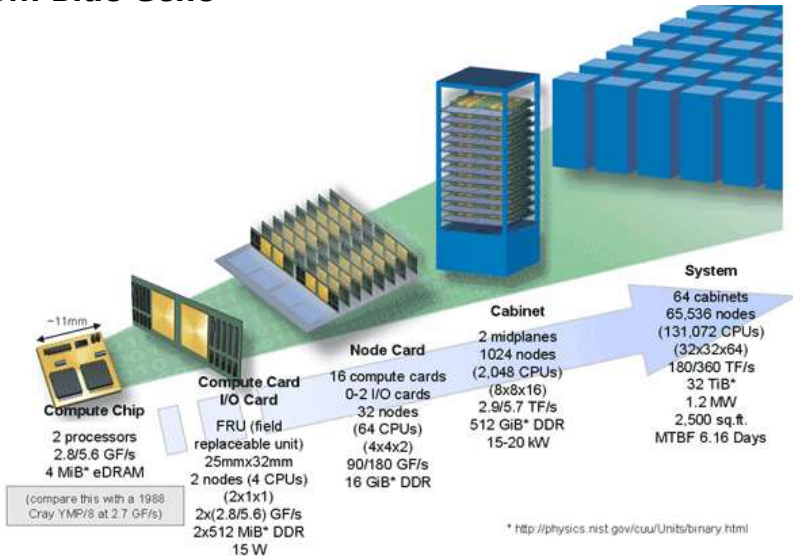 ~11mm
Compute Chip
2 processors
2.8/5.6 GF/s
4 MiB* eDRAM
(compare this with a 1988
Cray YMP/8 at 2.7 GF/s)
Compute Card
I/O Card
FRU (field
replaceable unit)
25mmx32mm
2 nodes (4 CPUs)
(2x1x1)
2x(2.8/5.6) GF/s
2x512 MiB* DDR
15 W
Node Card
16 compute cards
0-2 I/O cards
32 nodes
(64 CPUs)
(4x4x2)
90/180 GF/s
16 GiB* DDR
Cabinet
2 midplanes
1024 nodes
(2,048 CPUs)
(8x8x16)
2.9/5.7 TF/s
512 GiB* DDR
15-20 kW
System
64 cabinets
65,536 nodes
(131,072 CPUs)
(32x32x64)
180/360 TF/s
32 TiB*
1.2 MW
2,500 sq.ft.
MTBF 6.16 Days
* http://physics.nist.gov/cuu/Units/binary.html